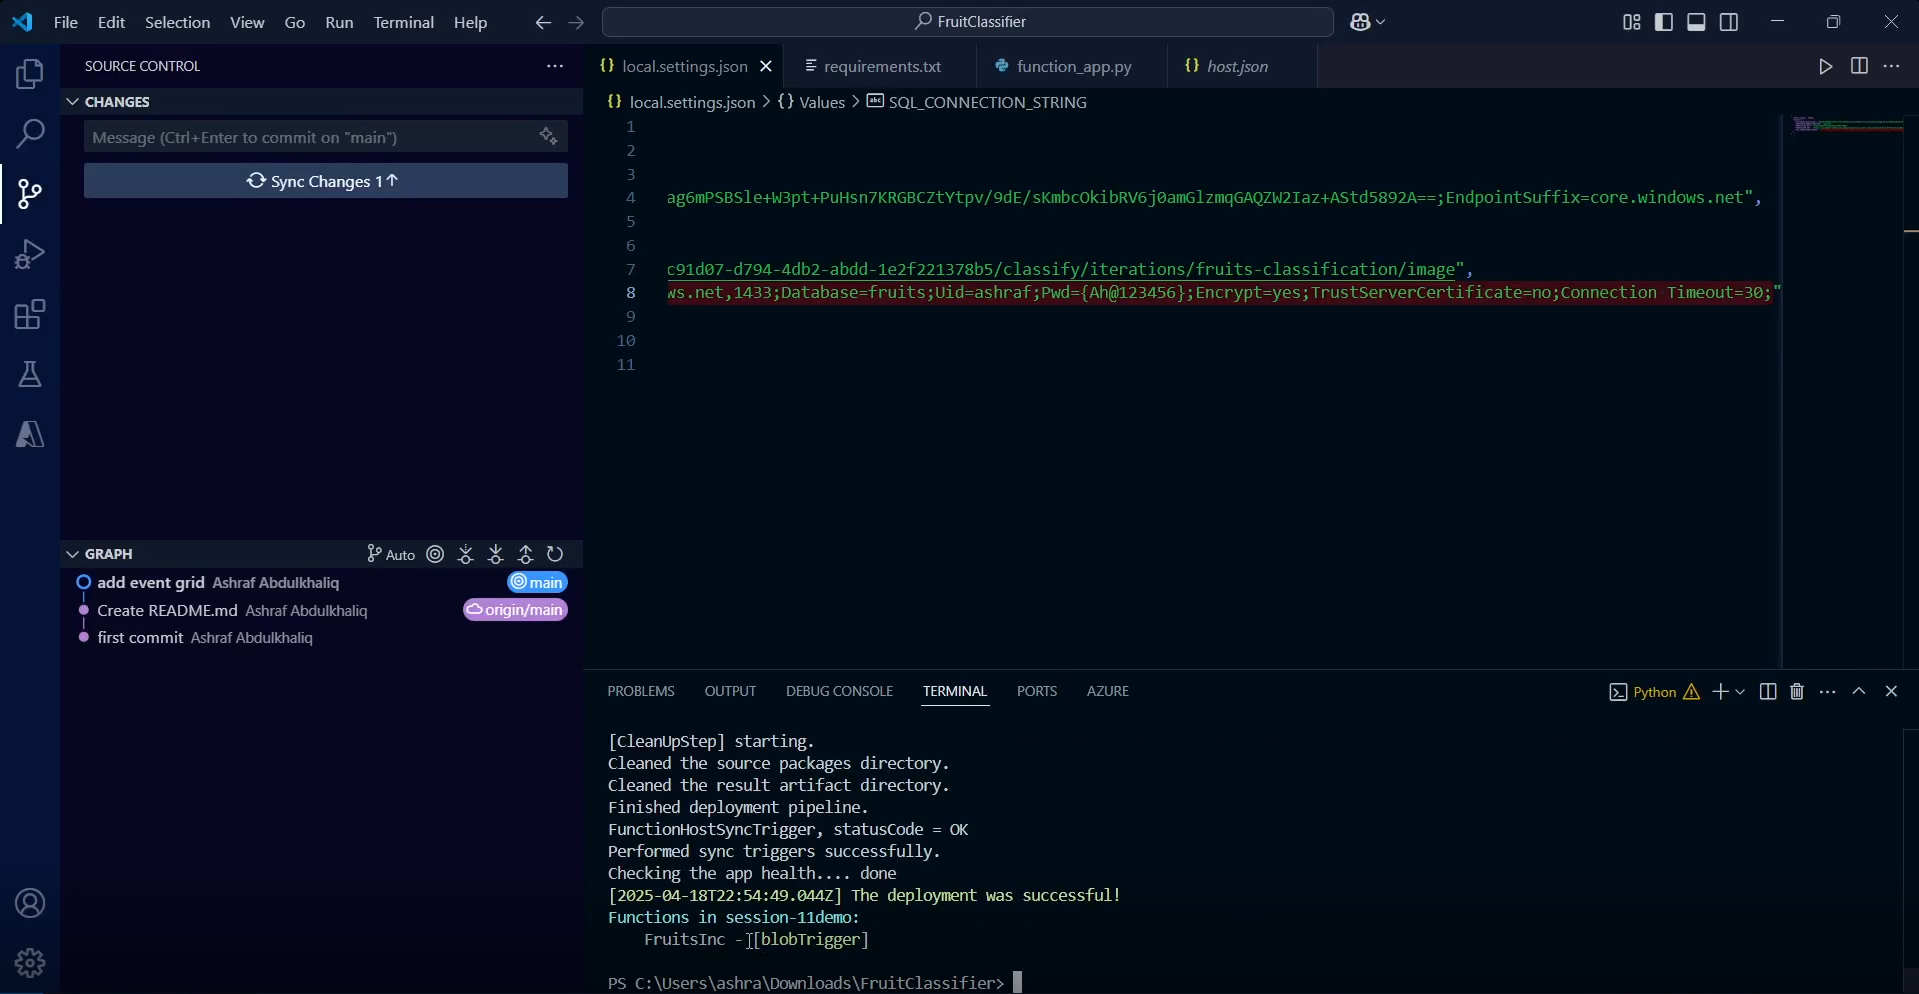 File Edit Selection View Go Run Terminal Help
FruitClassifier
SOURCE CONTROL
CHANGES
Message (Ctrl+Enter to commit on "main")
Sync Changes 1↑
GRAPH
Auto
add event grid Ashraf Abdulkhaliq main
Create README.md Ashraf Abdulkhaliq origin/main
first commit Ashraf Abdulkhaliq
{} local.settings.json requirements.txt function_app.py {} host.json
{} local.settings.json > {} Values > abc SQL_CONNECTION_STRING
1
2
3
4 ag6mPSBSle+W3pt+PuHsn7KRGBCZtYtpv/9dE/sKmbcOkibRV6j0amGlzmqGAQZW2Iaz+AStd5892A==;EndpointSuffix=core.windows.net",
5
6
7 c91d07-d794-4db2-abdd-1e2f221378b5/classify/iterations/fruits-classification/image",
8 ws.net,1433;Database=fruits;Uid=ashraf;Pwd={Ah@123456};Encrypt=yes;TrustServerCertificate=no;Connection Timeout=30;"
9
10
11
PROBLEMS OUTPUT DEBUG CONSOLE TERMINAL PORTS AZURE
Python
[CleanUpStep] starting.
Cleaned the source packages directory.
Cleaned the result artifact directory.
Finished deployment pipeline.
FunctionHostSyncTrigger, statusCode = OK
Performed sync triggers successfully.
Checking the app health.... done
[2025-04-18T22:54:49.044Z] The deployment was successful!
Functions in session-11demo:
FruitsInc - [blobTrigger]
PS C:\Users\ashra\Downloads\FruitClassifier>